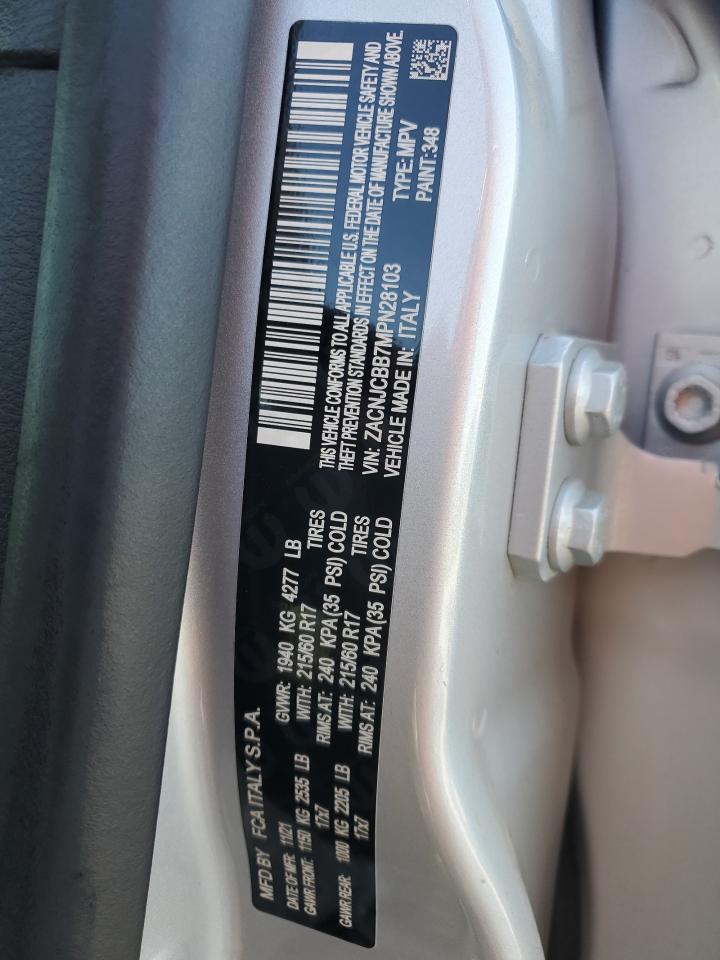 MFD BY FCA ITALY S.P.A.
DATE OF MFR: 11/21 GVWR: 1940 KG 4277 LB
GAWR FRONT: 1150 KG 2535 LB WITH: 215/60 R17 TIRES
17x7 RIMS AT: 240 KPA(35 PSI) COLD
GAWR REAR: 1000 KG 2205 LB WITH: 215/60 R17 TIRES
17x7 RIMS AT: 240 KPA(35 PSI) COLD
THIS VEHICLE CONFORMS TO ALL APPLICABLE U.S. FEDERAL MOTOR VEHICLE SAFETY AND
THEFT PREVENTION STANDARDS IN EFFECT ON THE DATE OF MANUFACTURE SHOWN ABOVE.
VIN: ZACNJCBB7MPN28103 TYPE: MPV
VEHICLE MADE IN: ITALY PAINT: 348